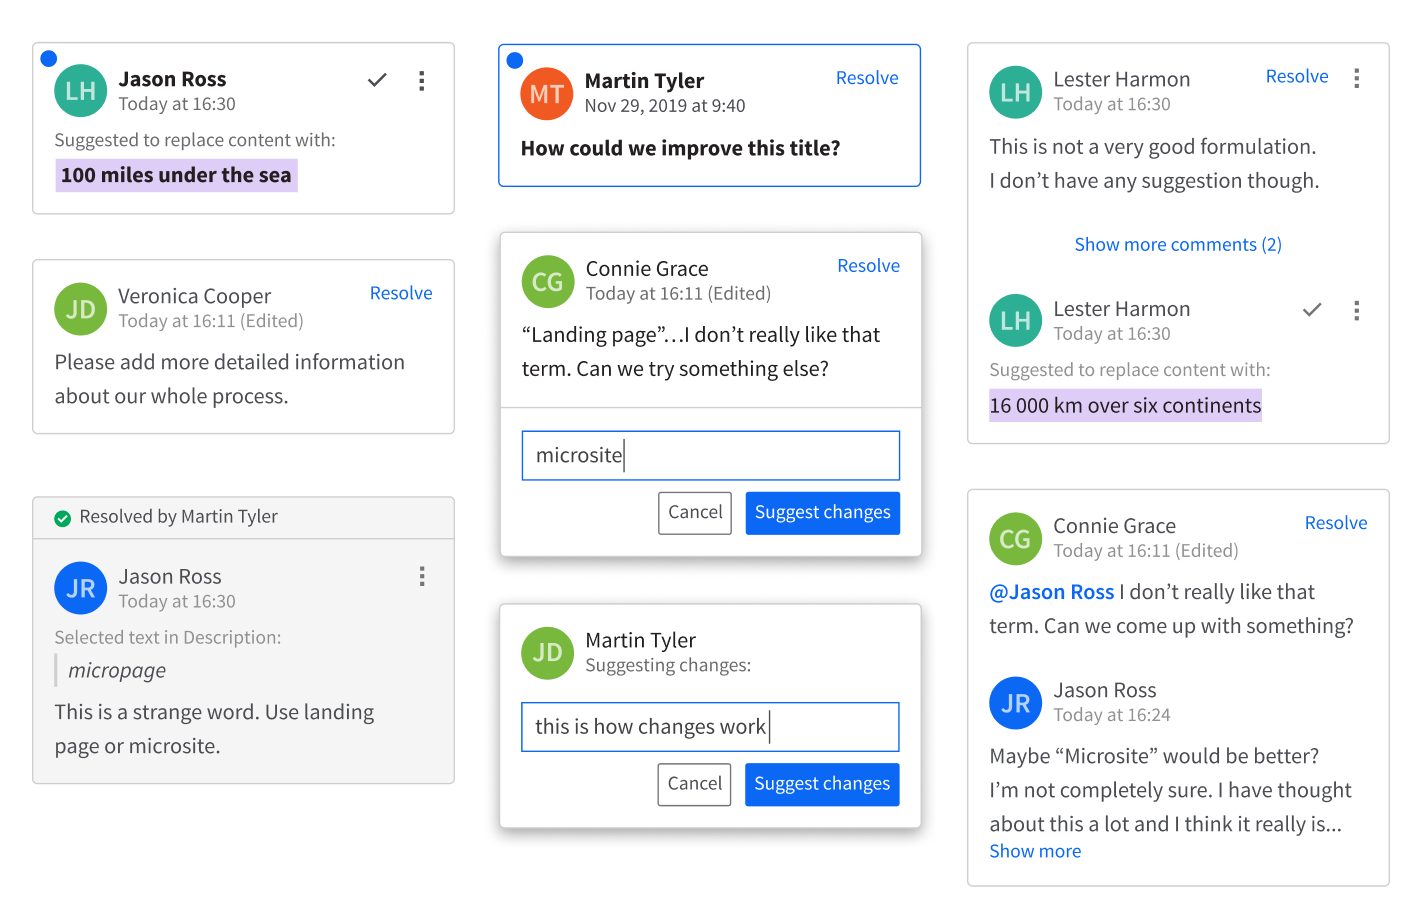 LH
Jason Ross
Today at 16:30
Suggested to replace content with:
100 miles under the sea
JD
Veronica Cooper
Resolve
Today at 16:11 (Edited)
Please add more detailed information
about our whole process.
Resolved by Martin Tyler
JR
Jason Ross
Today at 16:30
Selected text in Description:
micropage
This is a strange word. Use landing
page or microsite.
MT
Martin Tyler
Resolve
Nov 29, 2019 at 9:40
How could we improve this title?
CG
Connie Grace
Resolve
Today at 16:11 (Edited)
“Landing page”…I don’t really like that
term. Can we try something else?
microsite
Cancel
Suggest changes
JD
Martin Tyler
Suggesting changes:
this is how changes work
Cancel
Suggest changes
LH
Lester Harmon
Resolve
Today at 16:30
This is not a very good formulation.
I don’t have any suggestion though.
Show more comments (2)
LH
Lester Harmon
Today at 16:30
Suggested to replace content with:
16 000 km over six continents
CG
Connie Grace
Resolve
Today at 16:11 (Edited)
@Jason Ross I don’t really like that
term. Can we come up with something?
JR
Jason Ross
Today at 16:24
Maybe “Microsite” would be better?
I’m not completely sure. I have thought
about this a lot and I think it really is...
Show more